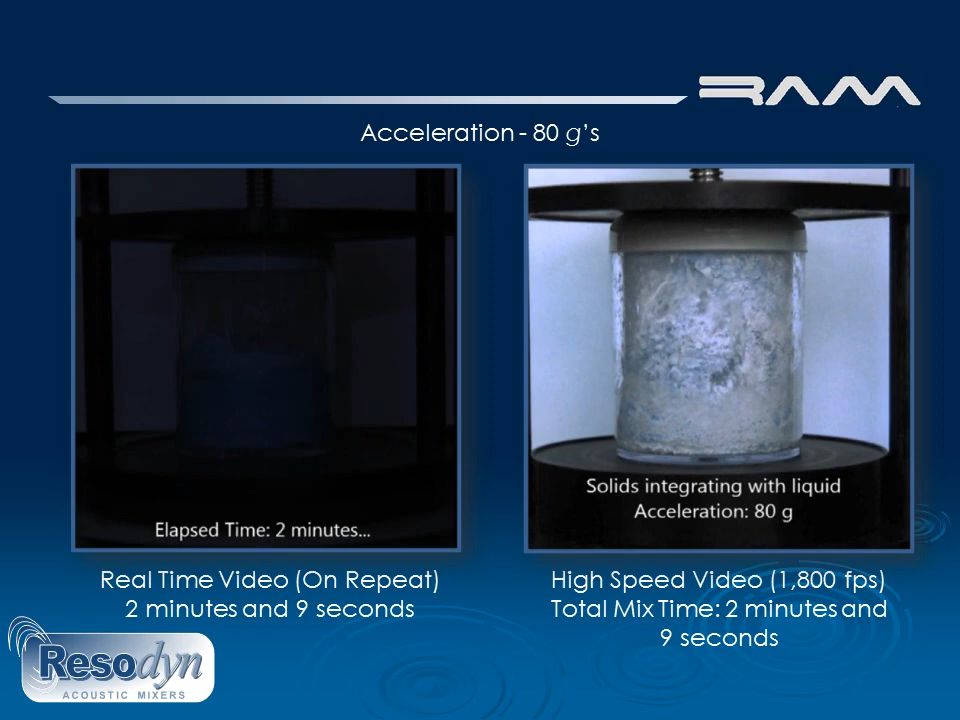 RAM
Acceleration - 80 g's
Elapsed Time: 2 minutes...
Solids integrating with liquid
Acceleration: 80 g
Real Time Video (On Repeat)
2 minutes and 9 seconds
High Speed Video (1,800 fps)
Total Mix Time: 2 minutes and
9 seconds
Resodyn
ACOUSTIC MIXERS